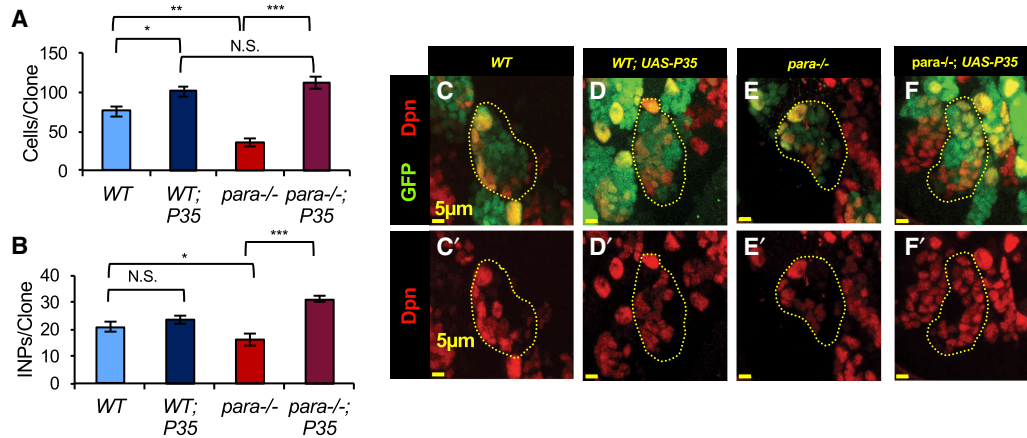 A
** ***
* N.S.
Cells/Clone
150
100
50
0
WT WT; para-/- para-/-;
P35 P35
B
* ***
N.S.
INPs/Clone
40
30
20
10
0
WT WT; para-/- para-/-;
P35 P35
WT WT; UAS-P35 para-/- para-/-; UAS-P35
GFP Dpn
C D E F
5μm
Dpn
C′ D′ E′ F′
5μm